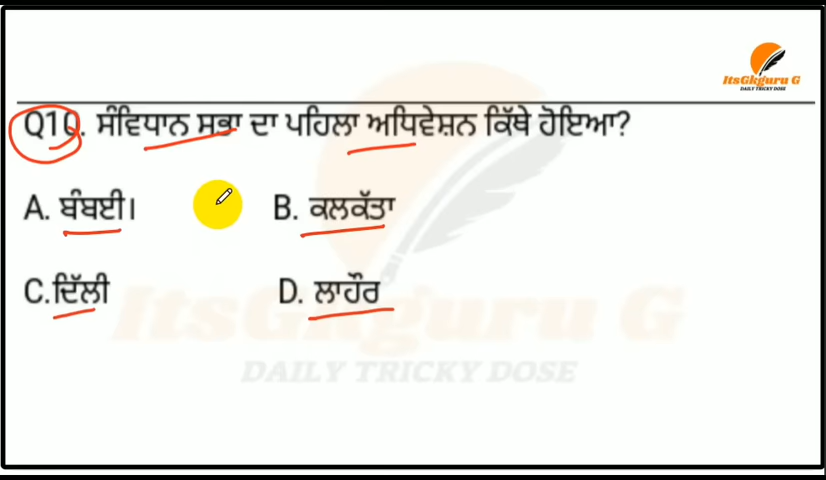 ItsGkguru G
DAILY TRICKY DOSE
Q10. ਸੰਵਿਧਾਨ ਸਭਾ ਦਾ ਪਹਿਲਾ ਅਧਿਵੇਸ਼ਨ ਕਿੱਥੇ ਹੋਇਆ?
A. ਬੰਬਈ। B. ਕਲਕੱਤਾ
C.ਦਿੱਲੀ D. ਲਾਹੌਰ
ItsGkguru G
DAILY TRICKY DOSE